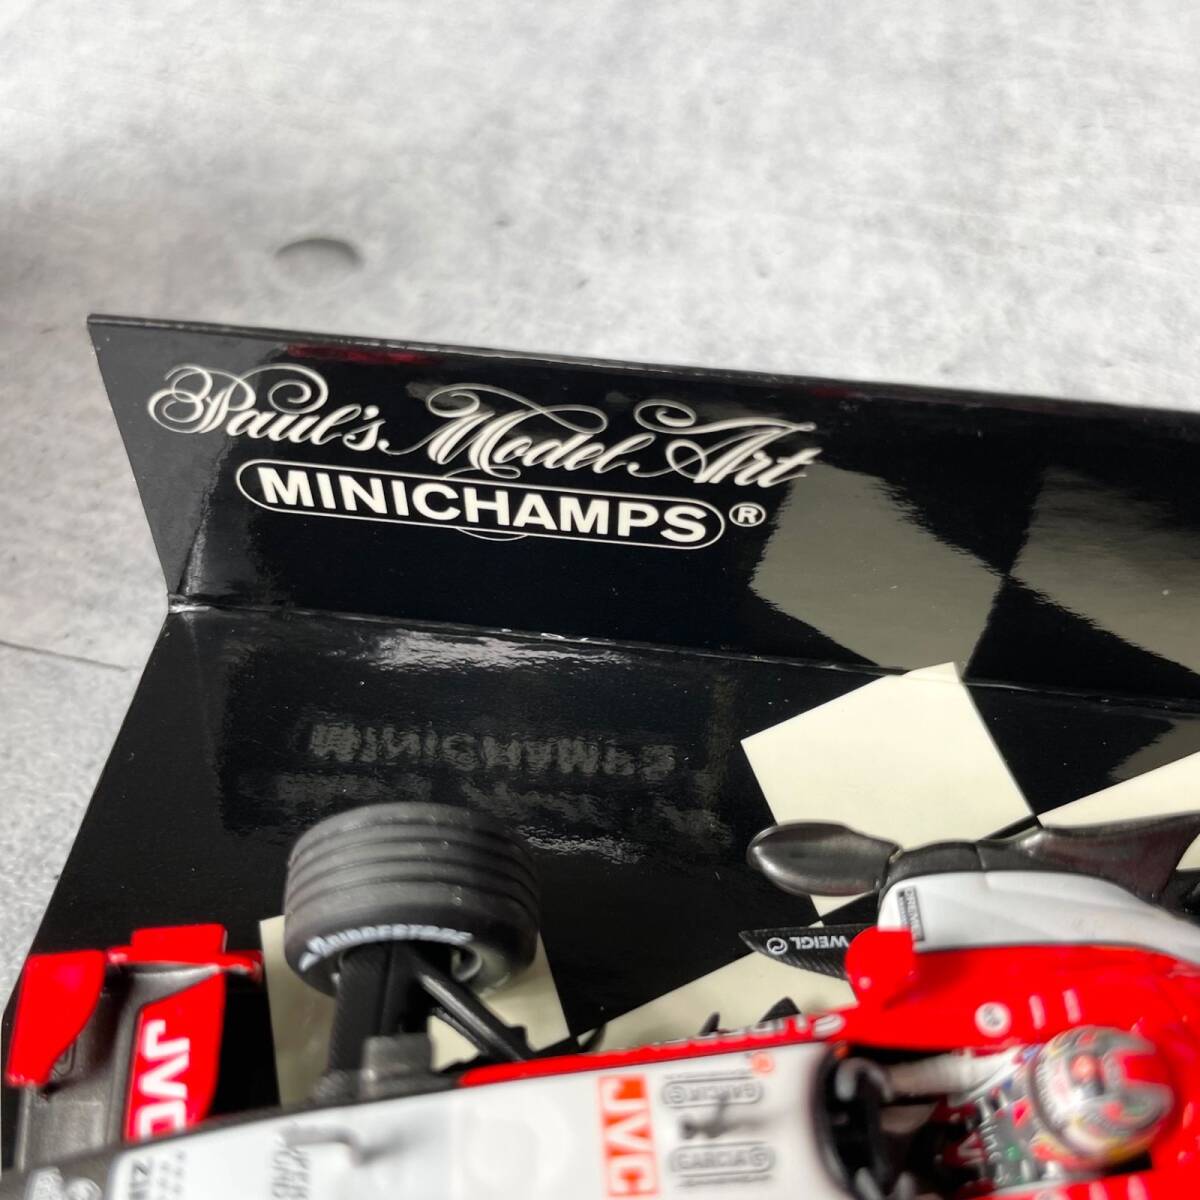 Paul's Model Art
MINICHAMPS®
MINICHAMPS
BRIDGESTONE
WEIGL
JVC
JVC
GARCIA
GARCIA